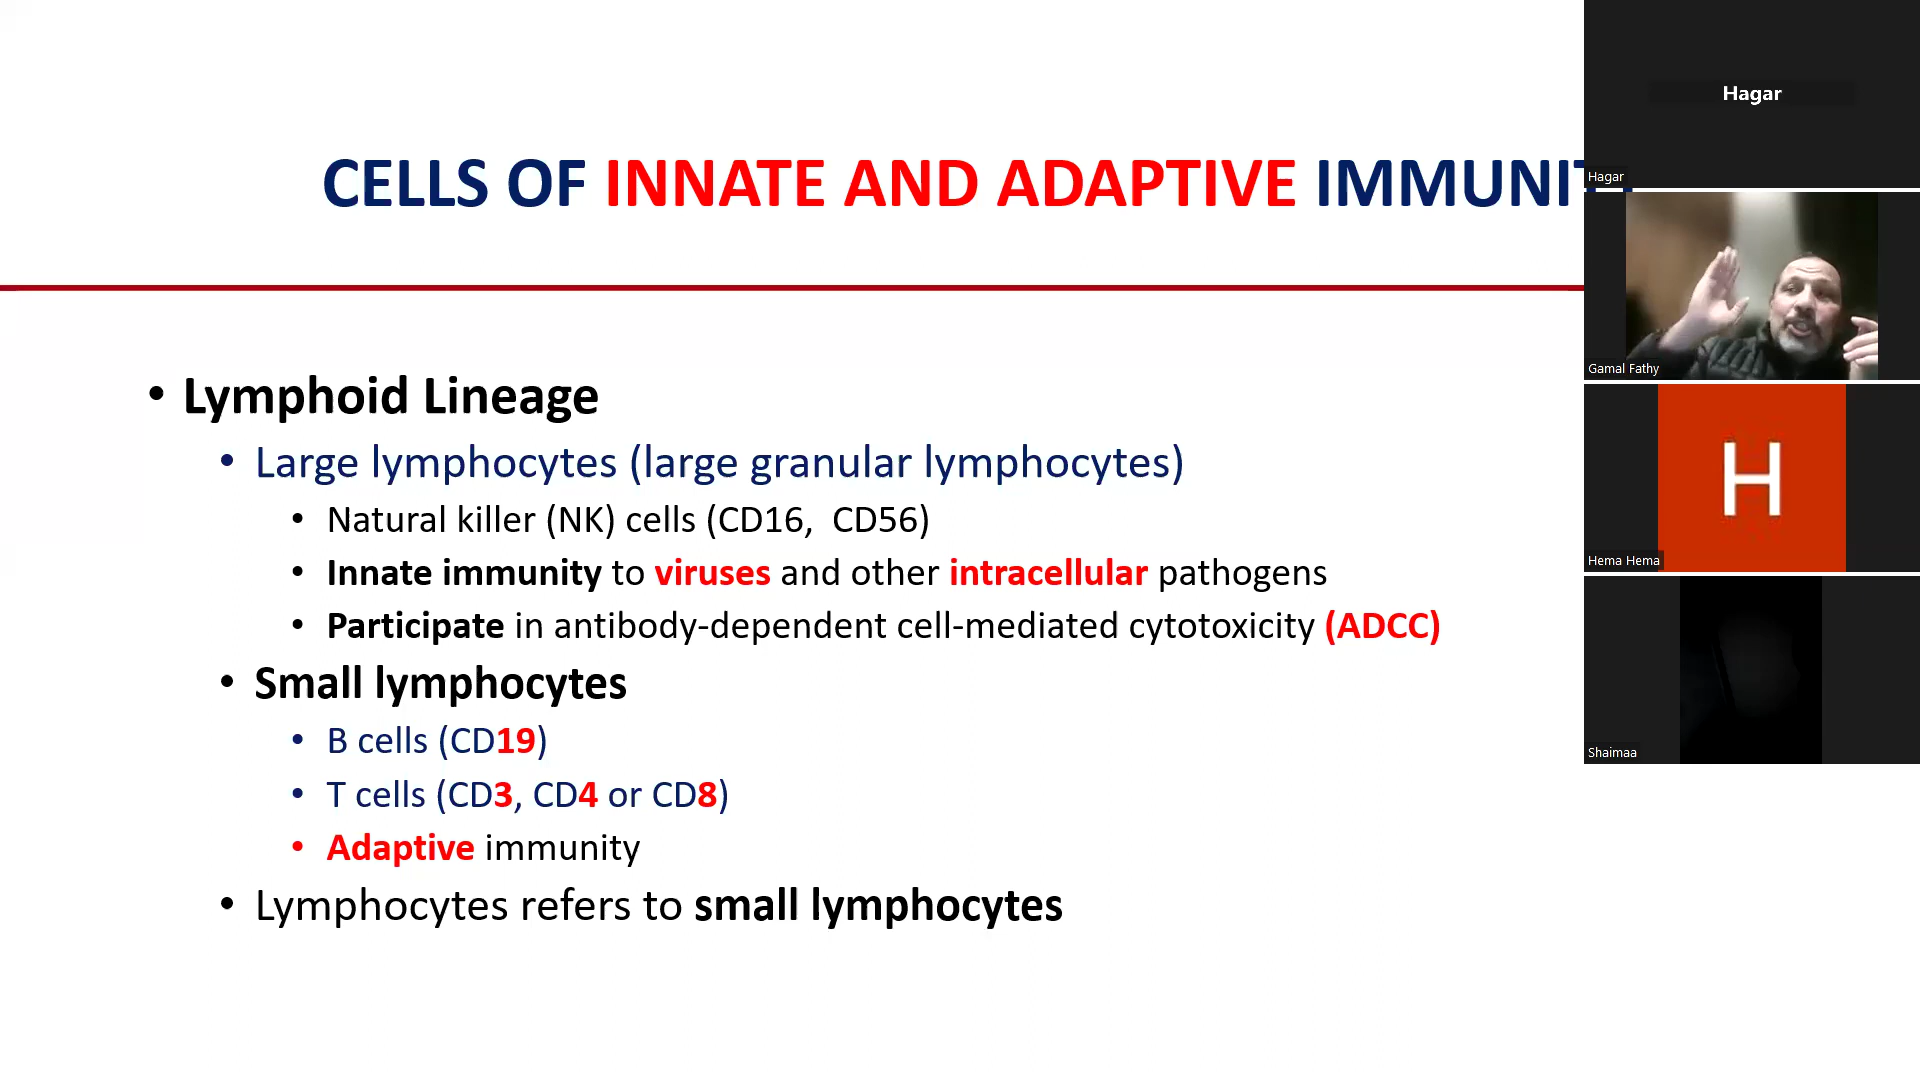 CELLS OF INNATE AND ADAPTIVE IMMUNITY
• Lymphoid Lineage
• Large lymphocytes (large granular lymphocytes)
• Natural killer (NK) cells (CD16, CD56)
• Innate immunity to viruses and other intracellular pathogens
• Participate in antibody-dependent cell-mediated cytotoxicity (ADCC)
• Small lymphocytes
• B cells (CD19)
• T cells (CD3, CD4 or CD8)
• Adaptive immunity
• Lymphocytes refers to small lymphocytes
Hagar
Hagar
Gamal Fathy
H
Hema Hema
Shaimaa